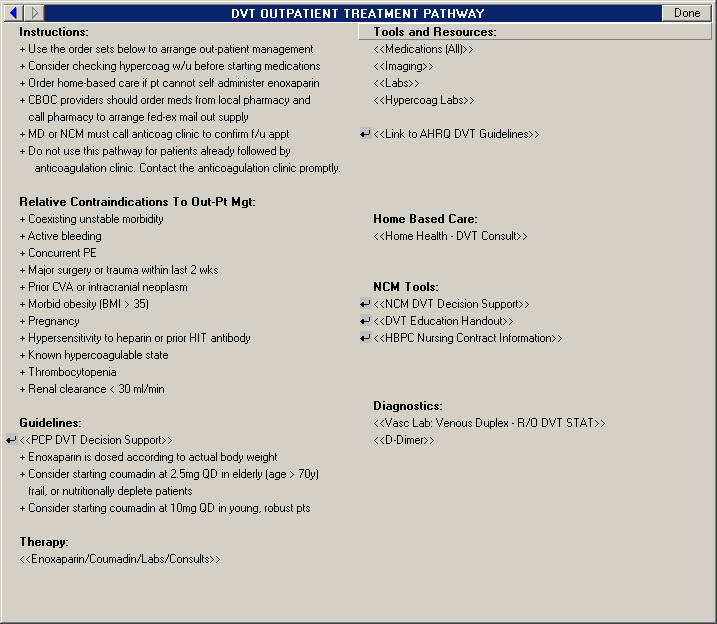 DVT OUTPATIENT TREATMENT PATHWAY
Done
Instructions:
+ Use the order sets below to arrange out-patient management
+ Consider checking hypercoag w/u before starting medications
+ Order home-based care if pt cannot self administer enoxaparin
+ CBOC providers should order meds from local pharmacy and
call pharmacy to arrange fed-ex mail out supply
+ MD or NCM must call anticoag clinic to confirm f/u appt
+ Do not use this pathway for patients already followed by
anticoagulation clinic. Contact the anticoagulation clinic promptly.
Relative Contraindications To Out-Pt Mgt:
+ Coexisting unstable morbidity
+ Active bleeding
+ Concurrent PE
+ Major surgery or trauma within last 2 wks
+ Prior CVA or intracranial neoplasm
+ Morbid obesity (BMI > 35)
+ Pregnancy
+ Hypersensitivity to heparin or prior HIT antibody
+ Known hypercoagulable state
+ Thrombocytopenia
+ Renal clearance < 30 ml/min
Guidelines:
<<PCP DVT Decision Support>>
+ Enoxaparin is dosed according to actual body weight
+ Consider starting coumadin at 2.5mg QD in elderly (age > 70y)
frail, or nutritionally deplete patients
+ Consider starting coumadin at 10mg QD in young, robust pts
Therapy:
<<Enoxaparin/Coumadin/Labs/Consults>>
Tools and Resources:
<<Medications (All)>>
<<Imaging>>
<<Labs>>
<<Hypercoag Labs>>
<<Link to AHRQ DVT Guidelines>>
Home Based Care:
<<Home Health - DVT Consult>>
NCM Tools:
<<NCM DVT Decision Support>>
<<DVT Education Handout>>
<<HBPC Nursing Contract Information>>
Diagnostics:
<<Vasc Lab: Venous Duplex - R/O DVT STAT>>
<<D-Dimer>>